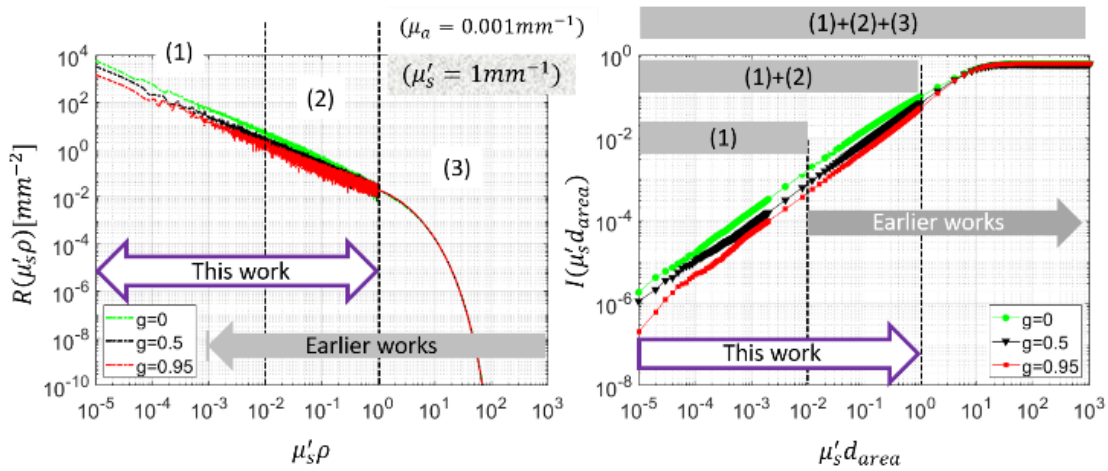 (μₐ = 0.001mm⁻¹)
(μ′ₛ = 1mm⁻¹)
(1)
(2)
(3)
R(μ′ₛρ)[mm⁻²]
10⁴
10²
10⁰
10⁻²
10⁻⁴
10⁻⁶
10⁻⁸
10⁻¹⁰
This work
Earlier works
g=0
g=0.5
g=0.95
10⁻⁵ 10⁻⁴ 10⁻³ 10⁻² 10⁻¹ 10⁰ 10¹ 10² 10³
μ′ₛρ
(1)+(2)+(3)
(1)+(2)
(1)
I(μ′ₛd_area)
10⁰
10⁻²
10⁻⁴
10⁻⁶
10⁻⁸
Earlier works
This work
g=0
g=0.5
g=0.95
10⁻⁵ 10⁻⁴ 10⁻³ 10⁻² 10⁻¹ 10⁰ 10¹ 10² 10³
μ′ₛd_area